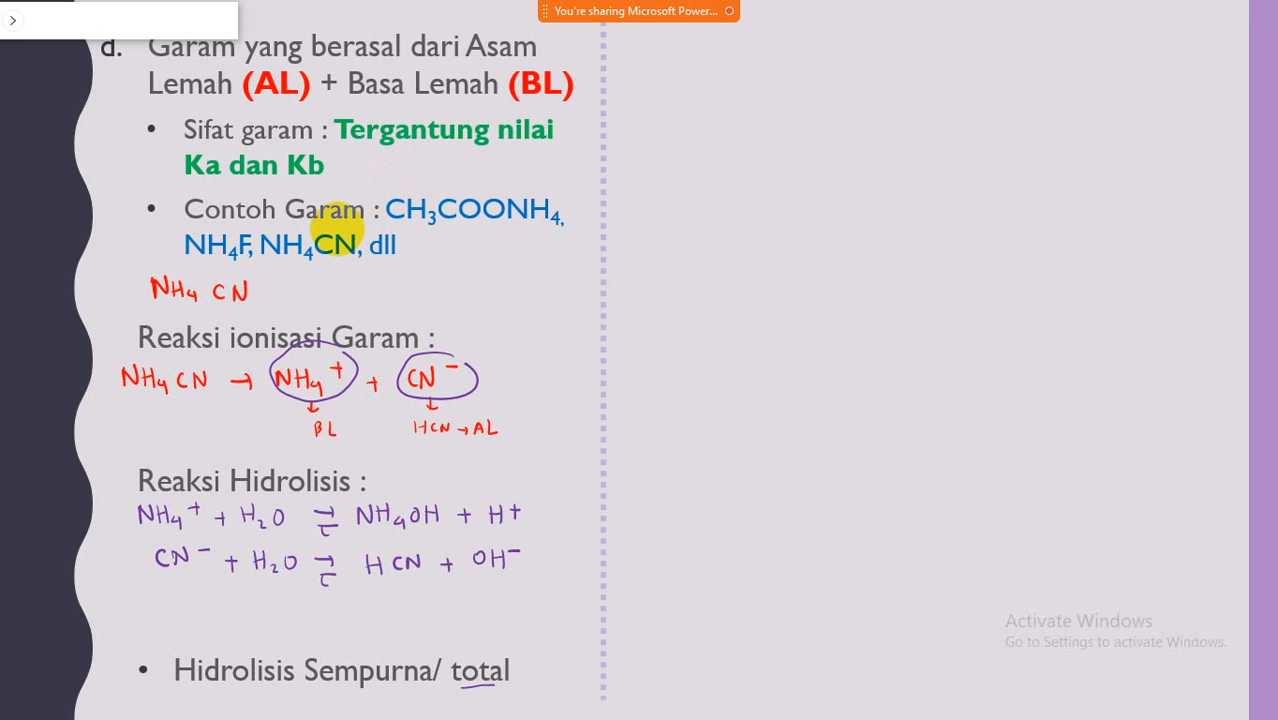 You're sharing Microsoft Power...
d. Garam yang berasal dari Asam
Lemah (AL) + Basa Lemah (BL)
• Sifat garam : Tergantung nilai
Ka dan Kb
• Contoh Garam : CH₃COONH₄,
NH₄F, NH₄CN, dll
NH₄ CN
Reaksi ionisasi Garam :
NH₄CN → NH₄⁺ + CN⁻
↓ ↓
BL HCN → AL
Reaksi Hidrolisis :
NH₄⁺ + H₂O ⇌ NH₄OH + H⁺
CN⁻ + H₂O ⇌ HCN + OH⁻
• Hidrolisis Sempurna/ total
Activate Windows
Go to Settings to activate Windows.